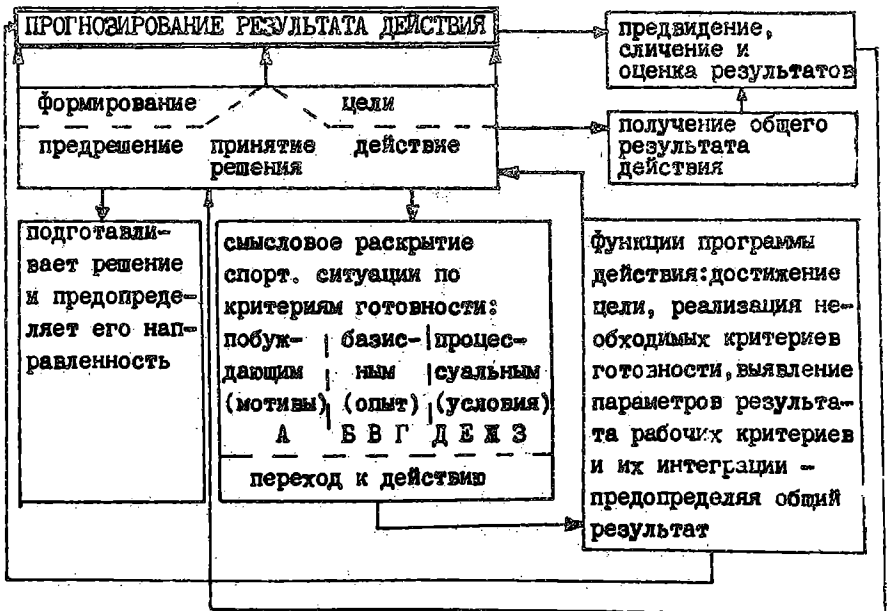 ПРОГНОЗИРОВАНИЕ РЕЗУЛЬТАТА ДЕЙСТВИЯ
предвидение,
сличение и
оценка результатов
формирование цели
предрешение принятие действие
решения
получение общего
результата
действия
подготавли-
вает решение
и предопреде-
ляет его нап-
равленность
смысловое раскрытие
спорт. ситуации по
критериям готовности:
побуж- | базис- | процес-
дающим | ным | суальным
(мотивы) | (опыт) | (условия)
А Б В Г Д Е Ж З
переход к действию
функции программы
действия: достижение
цели, реализация не-
обходимых критериев
готовности, выявление
параметров результа-
та рабочих критериев
и их интеграции –
предопределяя общий
результат